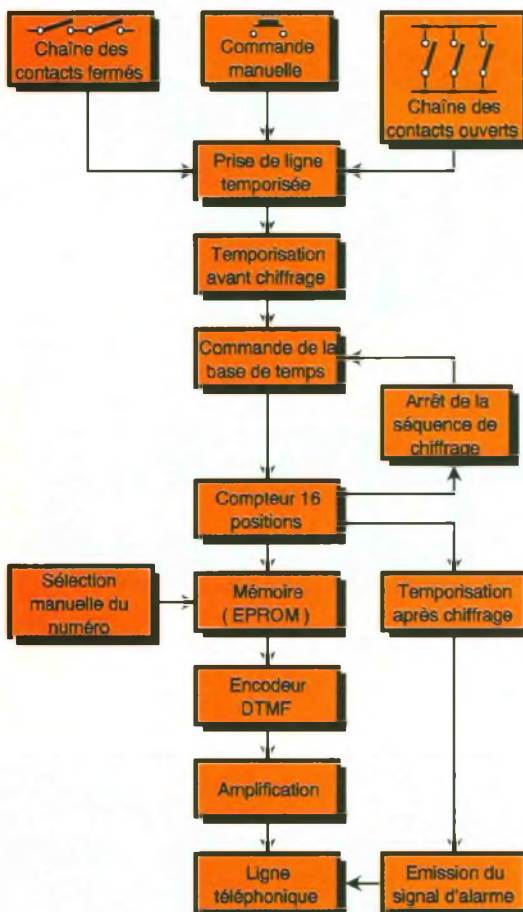 Chaîne des
contacts fermés
Commande
manuelle
Chaîne des
contacts ouverts
Prise de ligne
temporisée
Temporisation
avant chiffrage
Commande de la
base de temps
Arrêt de la
séquence de
chiffrage
Compteur 16
positions
Sélection
manuelle du
numéro
Mémoire
( EPROM )
Temporisation
après chiffrage
Encodeur
DTMF
Amplification
Ligne
téléphonique
Emission du
signal d'alarme